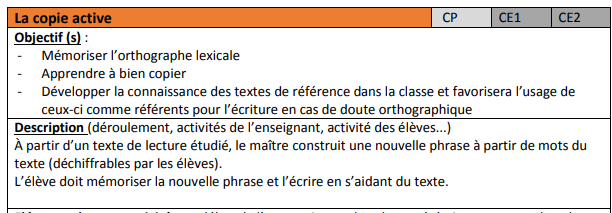 La copie active CP CE1 CE2
Objectif (s) :
- Mémoriser l'orthographe lexicale
- Apprendre à bien copier
- Développer la connaissance des textes de référence dans la classe et favorisera l'usage de
ceux-ci comme référents pour l'écriture en cas de doute orthographique
Description (déroulement, activités de l'enseignant, activité des élèves...)
À partir d'un texte de lecture étudié, le maître construit une nouvelle phrase à partir de mots du
texte (déchiffrables par les élèves).
L'élève doit mémoriser la nouvelle phrase et l'écrire en s'aidant du texte.